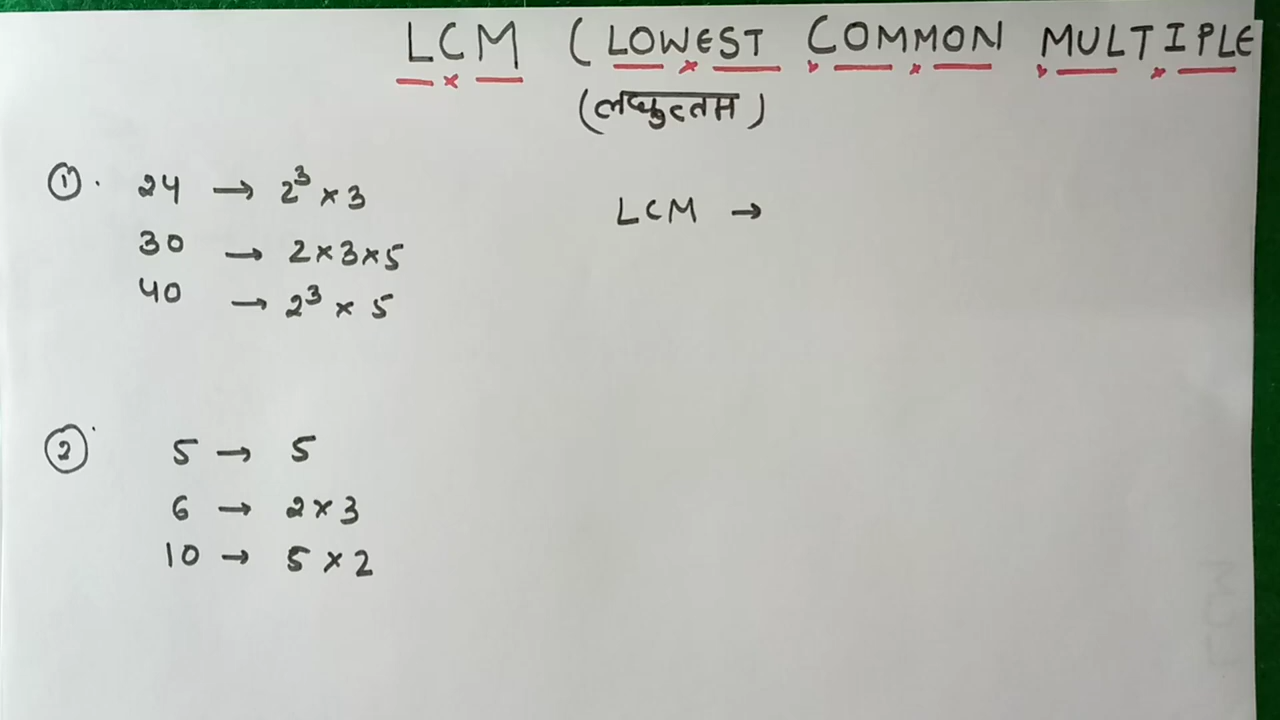 LCM (LOWEST COMMON MULTIPLE
(लघुत्तम)
①. 24 → 2³ × 3
LCM →
30 → 2×3×5
40 → 2³ × 5
② 5 → 5
6 → 2×3
10 → 5 × 2